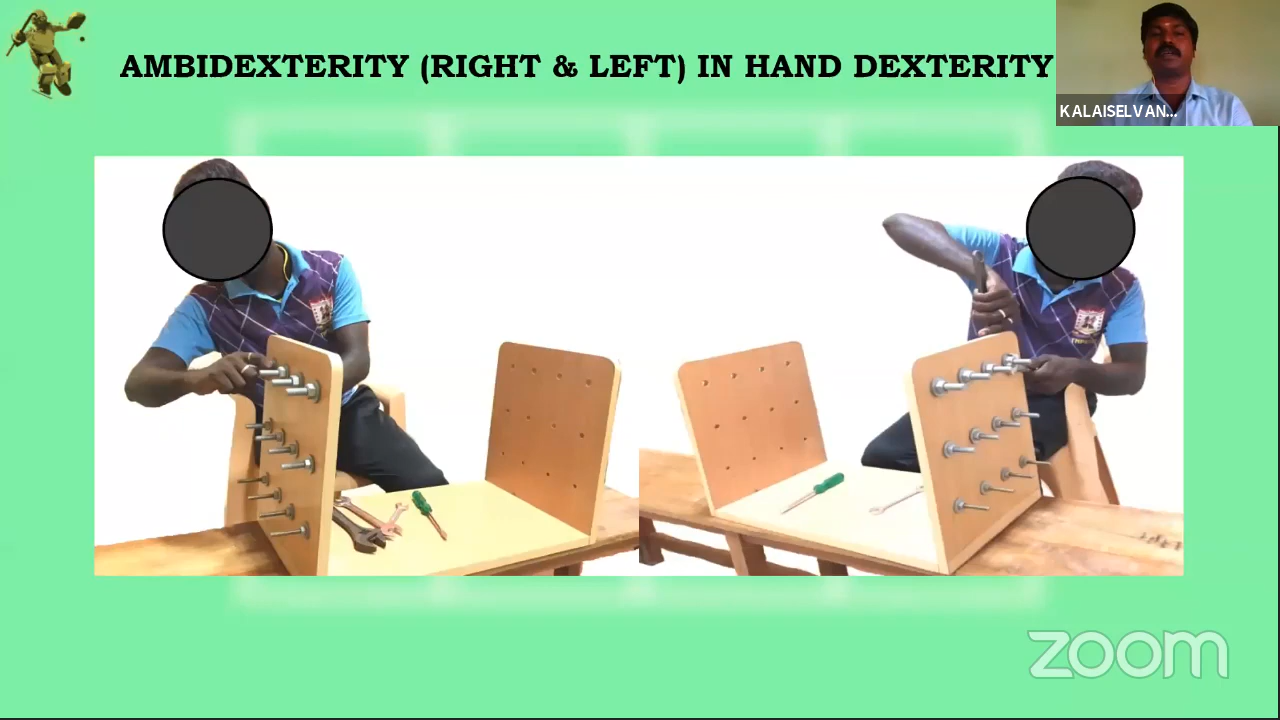 AMBIDEXTERITY (RIGHT & LEFT) IN HAND DEXTERITY
KALAISELVAN...
zoom